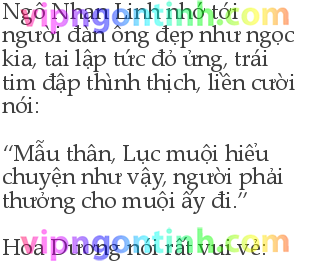 Ngô Nhạn Linh nhớ tới
người đàn ông đẹp như ngọc
kia, tai lập tức đỏ ửng, trái
tim đập thình thịch, liền cười
nói:
“Mẫu thân, Lục muội hiểu
chuyện như vậy, người phải
thưởng cho muội ấy đi.”
Hoa Dương nói rất vui vẻ:
vipngontinh.com
vipngontinh.com